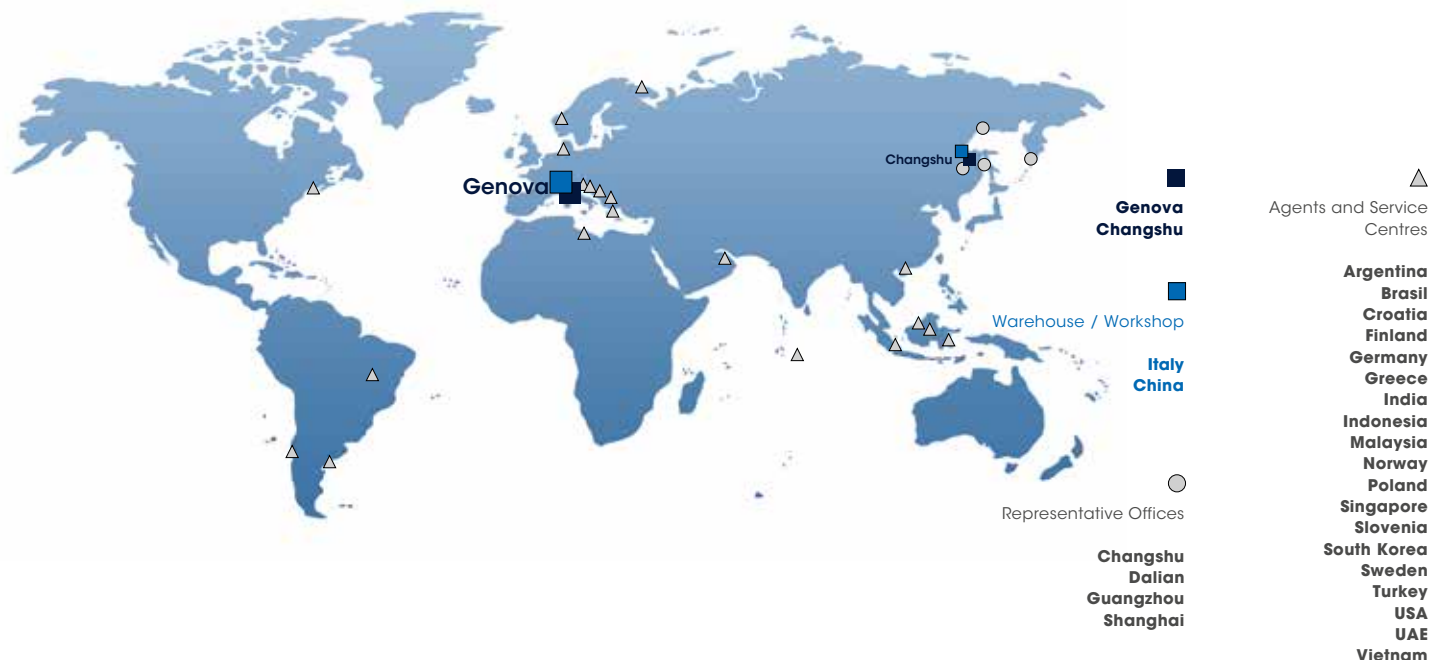 Changshu
Genova
Genova
Changshu
Warehouse / Workshop
Italy
China
Representative Offices
Changshu
Dalian
Guangzhou
Shanghai
Agents and Service
Centres
Argentina
Brasil
Croatia
Finland
Germany
Greece
India
Indonesia
Malaysia
Norway
Poland
Singapore
Slovenia
South Korea
Sweden
Turkey
USA
UAE
Vietnam